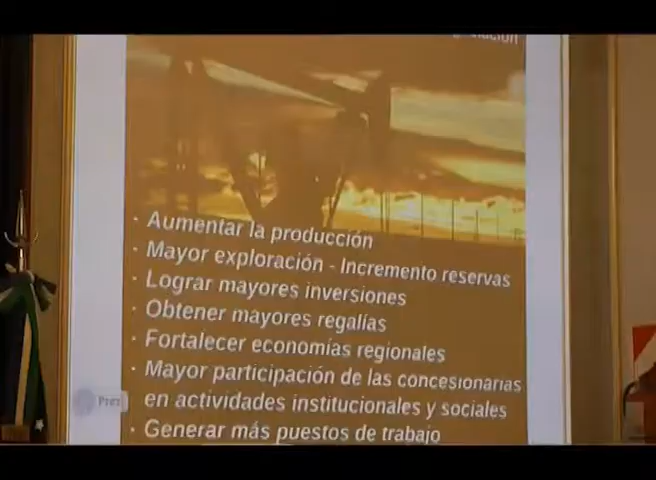 · Aumentar la producción
· Mayor exploración - Incremento reservas
· Lograr mayores inversiones
· Obtener mayores regalías
· Fortalecer economías regionales
· Mayor participación de las concesionarias
en actividades institucionales y sociales
· Generar más puestos de trabajo